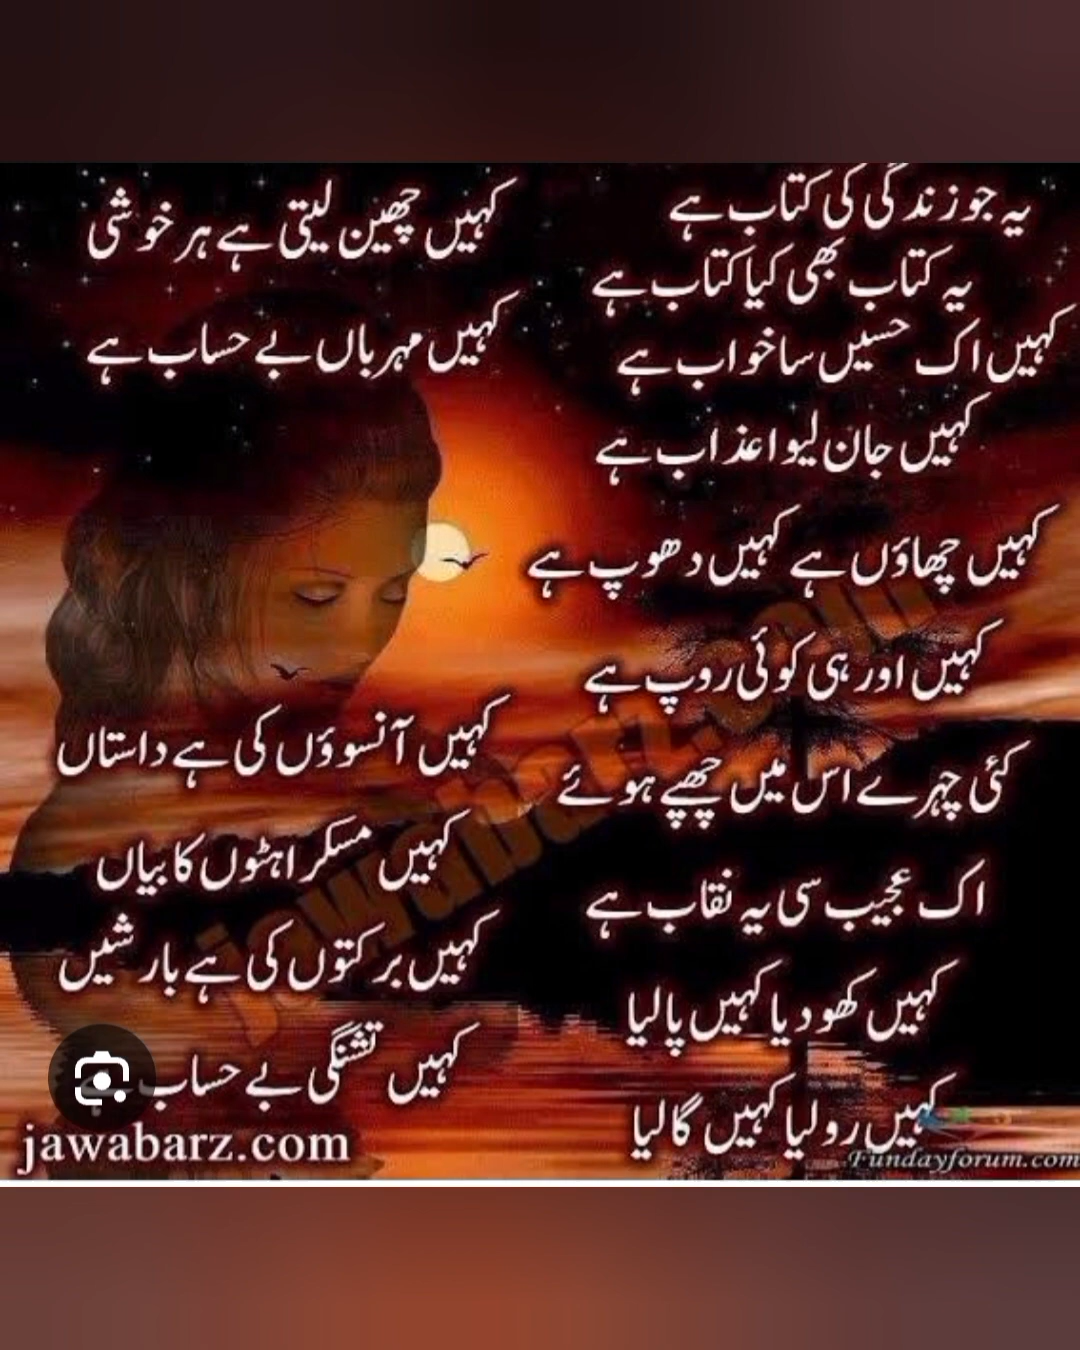 یہ جو زندگی کی کتاب ہے
یہ کتاب بھی کیا کتاب ہے
کہیں اک حسیں سا خواب ہے
کہیں جان لیوا عذاب ہے
کہیں چھاؤں ہے کہیں دھوپ ہے
کہیں اور ہی کوئی روپ ہے
کئی چہرے اس میں چھپے ہوئے
اک عجیب سی یہ نقاب ہے
کہیں کھو دیا کہیں پا لیا
کہیں رو لیا کہیں گا لیا
کہیں چھین لیتی ہے ہر خوشی
کہیں مہرباں بے حساب ہے
کہیں آنسوؤں کی ہے داستاں
کہیں مسکراہٹوں کا بیاں
کہیں برکتوں کی ہے بارشیں
کہیں تشنگی بے حساب ہے
jawabarz.com
Fundayforum.com
jawabarz.com